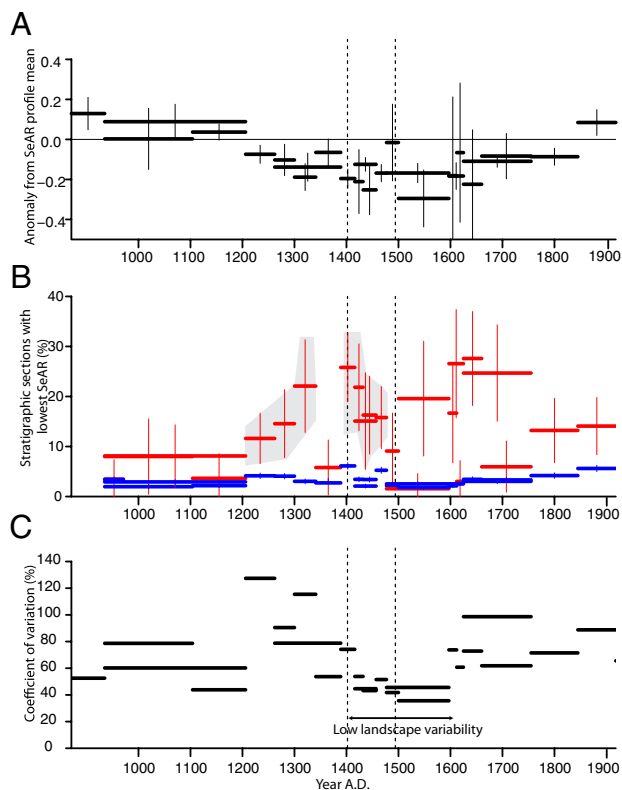 A
Anomaly from SeAR profile mean
0.4
0.2
0.0
−0.2
−0.4
1000 1100 1200 1300 1400 1500 1600 1700 1800 1900
B
Stratigraphic sections with
lowest SeAR (%)
40
30
20
10
0
1000 1100 1200 1300 1400 1500 1600 1700 1800 1900
C
Coefficient of variation (%)
140
120
100
80
60
40
20
0
Low landscape variability
1000 1100 1200 1300 1400 1500 1600 1700 1800 1900
Year A.D.